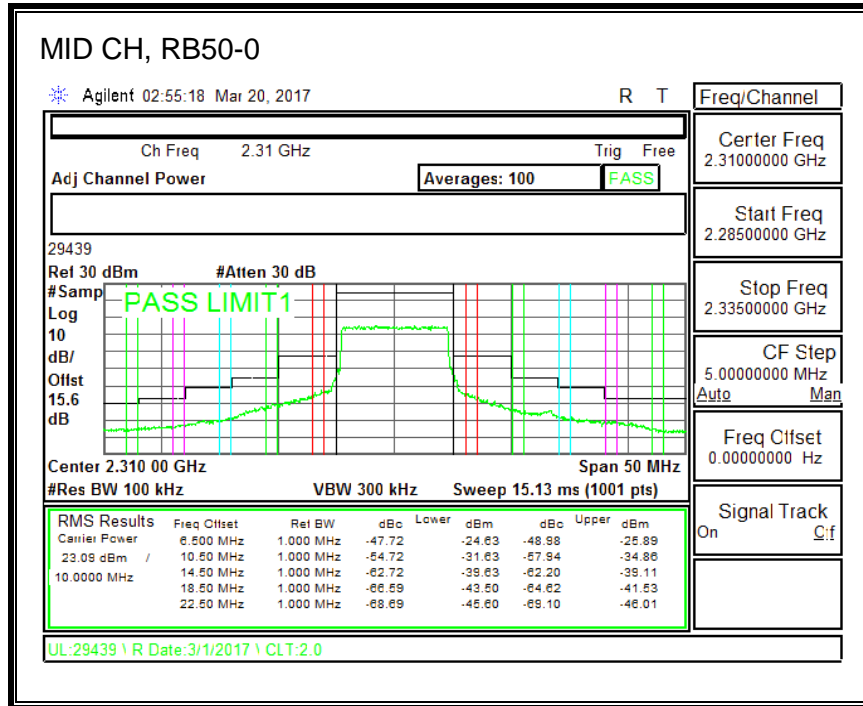 MID CH, RB50-0
Agilent 02:55:18 Mar 20, 2017 R T
Freq/Channel
Ch Freq 2.31 GHz Trig Free
Adj Channel Power Averages: 100 PASS
Center Freq
2.31000000 GHz
Start Freq
2.28500000 GHz
29439
Ref 30 dBm #Atten 30 dB
#Samp
Log
10
dB/
Offst
15.6
dB
PASS LIMIT1
Stop Freq
2.33500000 GHz
CF Step
5.00000000 MHz
Auto Man
Freq Offset
0.00000000 Hz
Center 2.310 00 GHz Span 50 MHz
#Res BW 100 kHz VBW 300 kHz Sweep 15.13 ms (1001 pts)
Signal Track
On Off
RMS Results Freq Offset Ref BW dBc Lower dBm dBc Upper dBm
Carrier Power 6.500 MHz 1.000 MHz -47.72 -24.63 -48.98 -25.89
23.09 dBm / 10.50 MHz 1.000 MHz -54.72 -31.63 -57.94 -34.86
10.0000 MHz 14.50 MHz 1.000 MHz -62.72 -39.63 -62.20 -39.11
18.50 MHz 1.000 MHz -66.59 -43.50 -64.62 -41.53
22.50 MHz 1.000 MHz -68.69 -45.60 -69.10 -46.01
UL:29439 \ R Date:3/1/2017 \ CLT:2.0